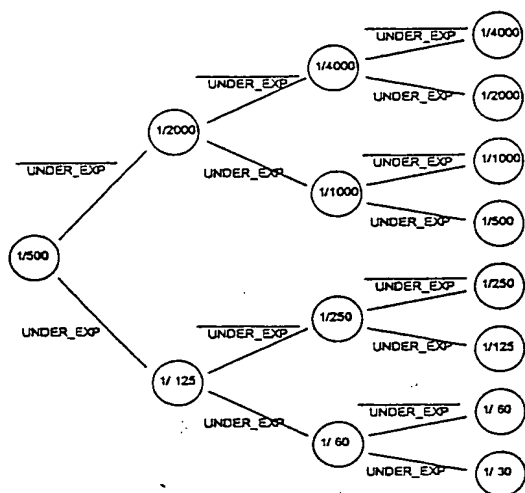 1/4000
UNDER_EXP
1/4000
UNDER_EXP
UNDER_EXP
1/2000
1/2000
UNDER_EXP
1/1000
UNDER_EXP
UNDER_EXP
1/1000
UNDER_EXP
1/500
1/500
UNDER_EXP
1/250
UNDER_EXP
UNDER_EXP
1/250
UNDER_EXP
1/125
1/ 125
UNDER_EXP
1/ 60
UNDER_EXP
1/ 60
UNDER_EXP
1/ 30